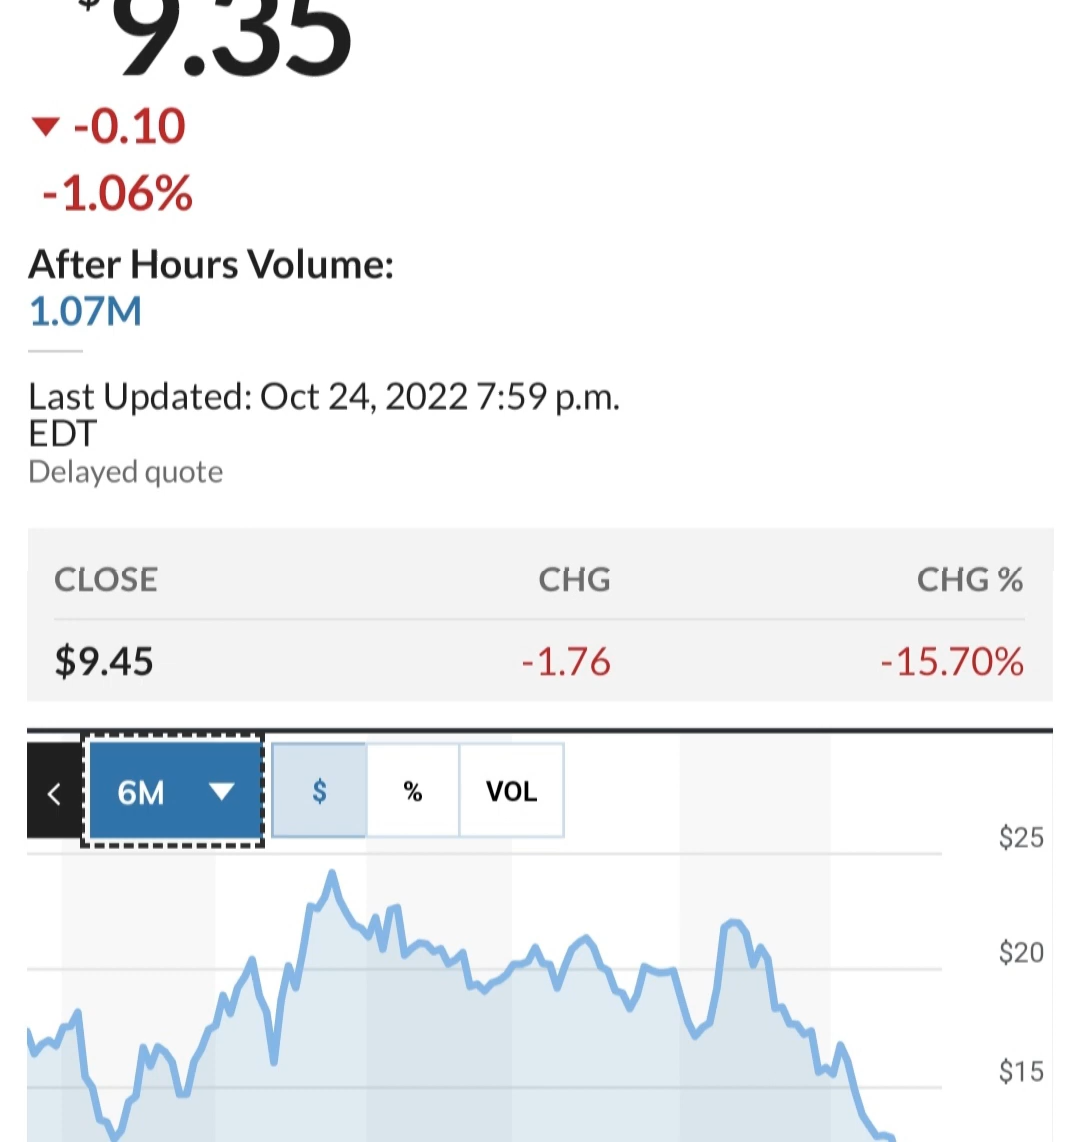 $9.35
-0.10
-1.06%
After Hours Volume:
1.07M
Last Updated: Oct 24, 2022 7:59 p.m.
EDT
Delayed quote
CLOSE CHG CHG %
$9.45 -1.76 -15.70%
6M $ % VOL
$25
$20
$15